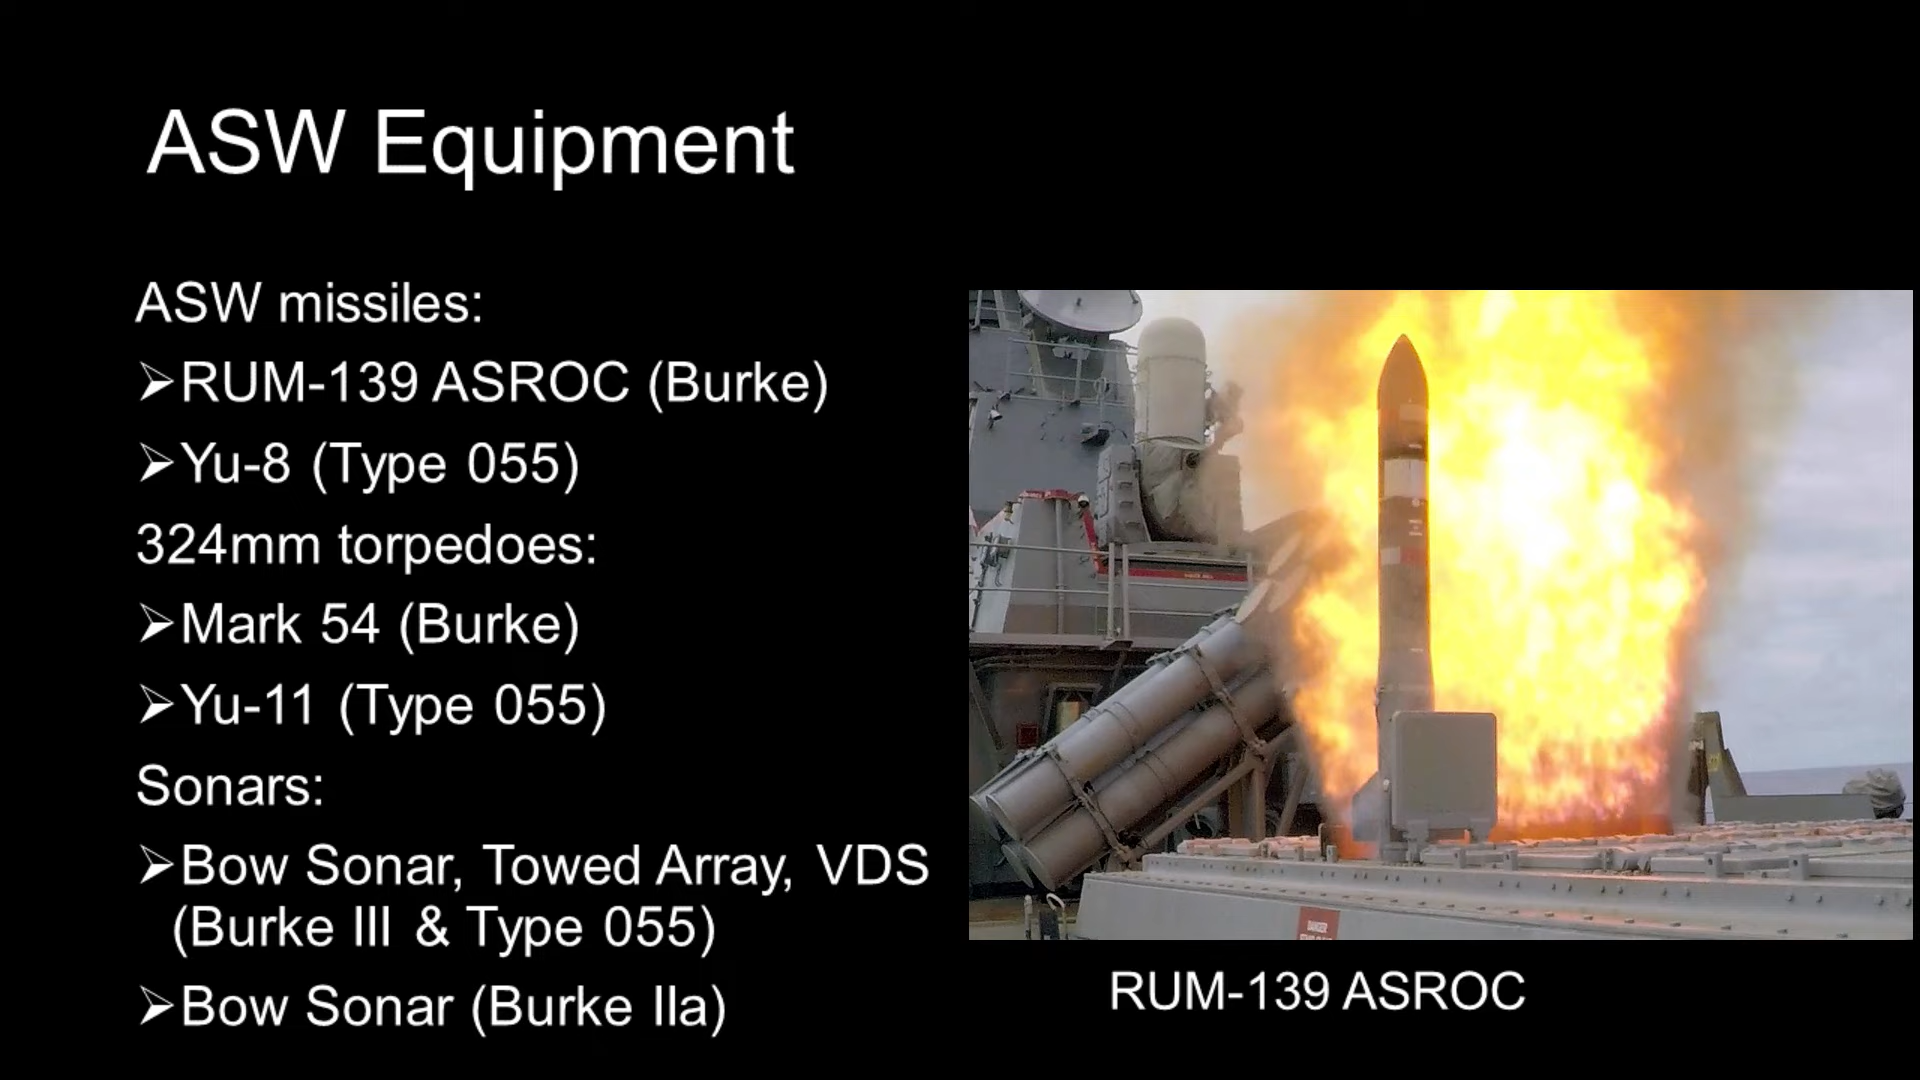 ASW Equipment
ASW missiles:
➢RUM-139 ASROC (Burke)
➢Yu-8 (Type 055)
324mm torpedoes:
➢Mark 54 (Burke)
➢Yu-11 (Type 055)
Sonars:
➢Bow Sonar, Towed Array, VDS
(Burke III & Type 055)
➢Bow Sonar (Burke IIa)
DANGER
RUM-139 ASROC